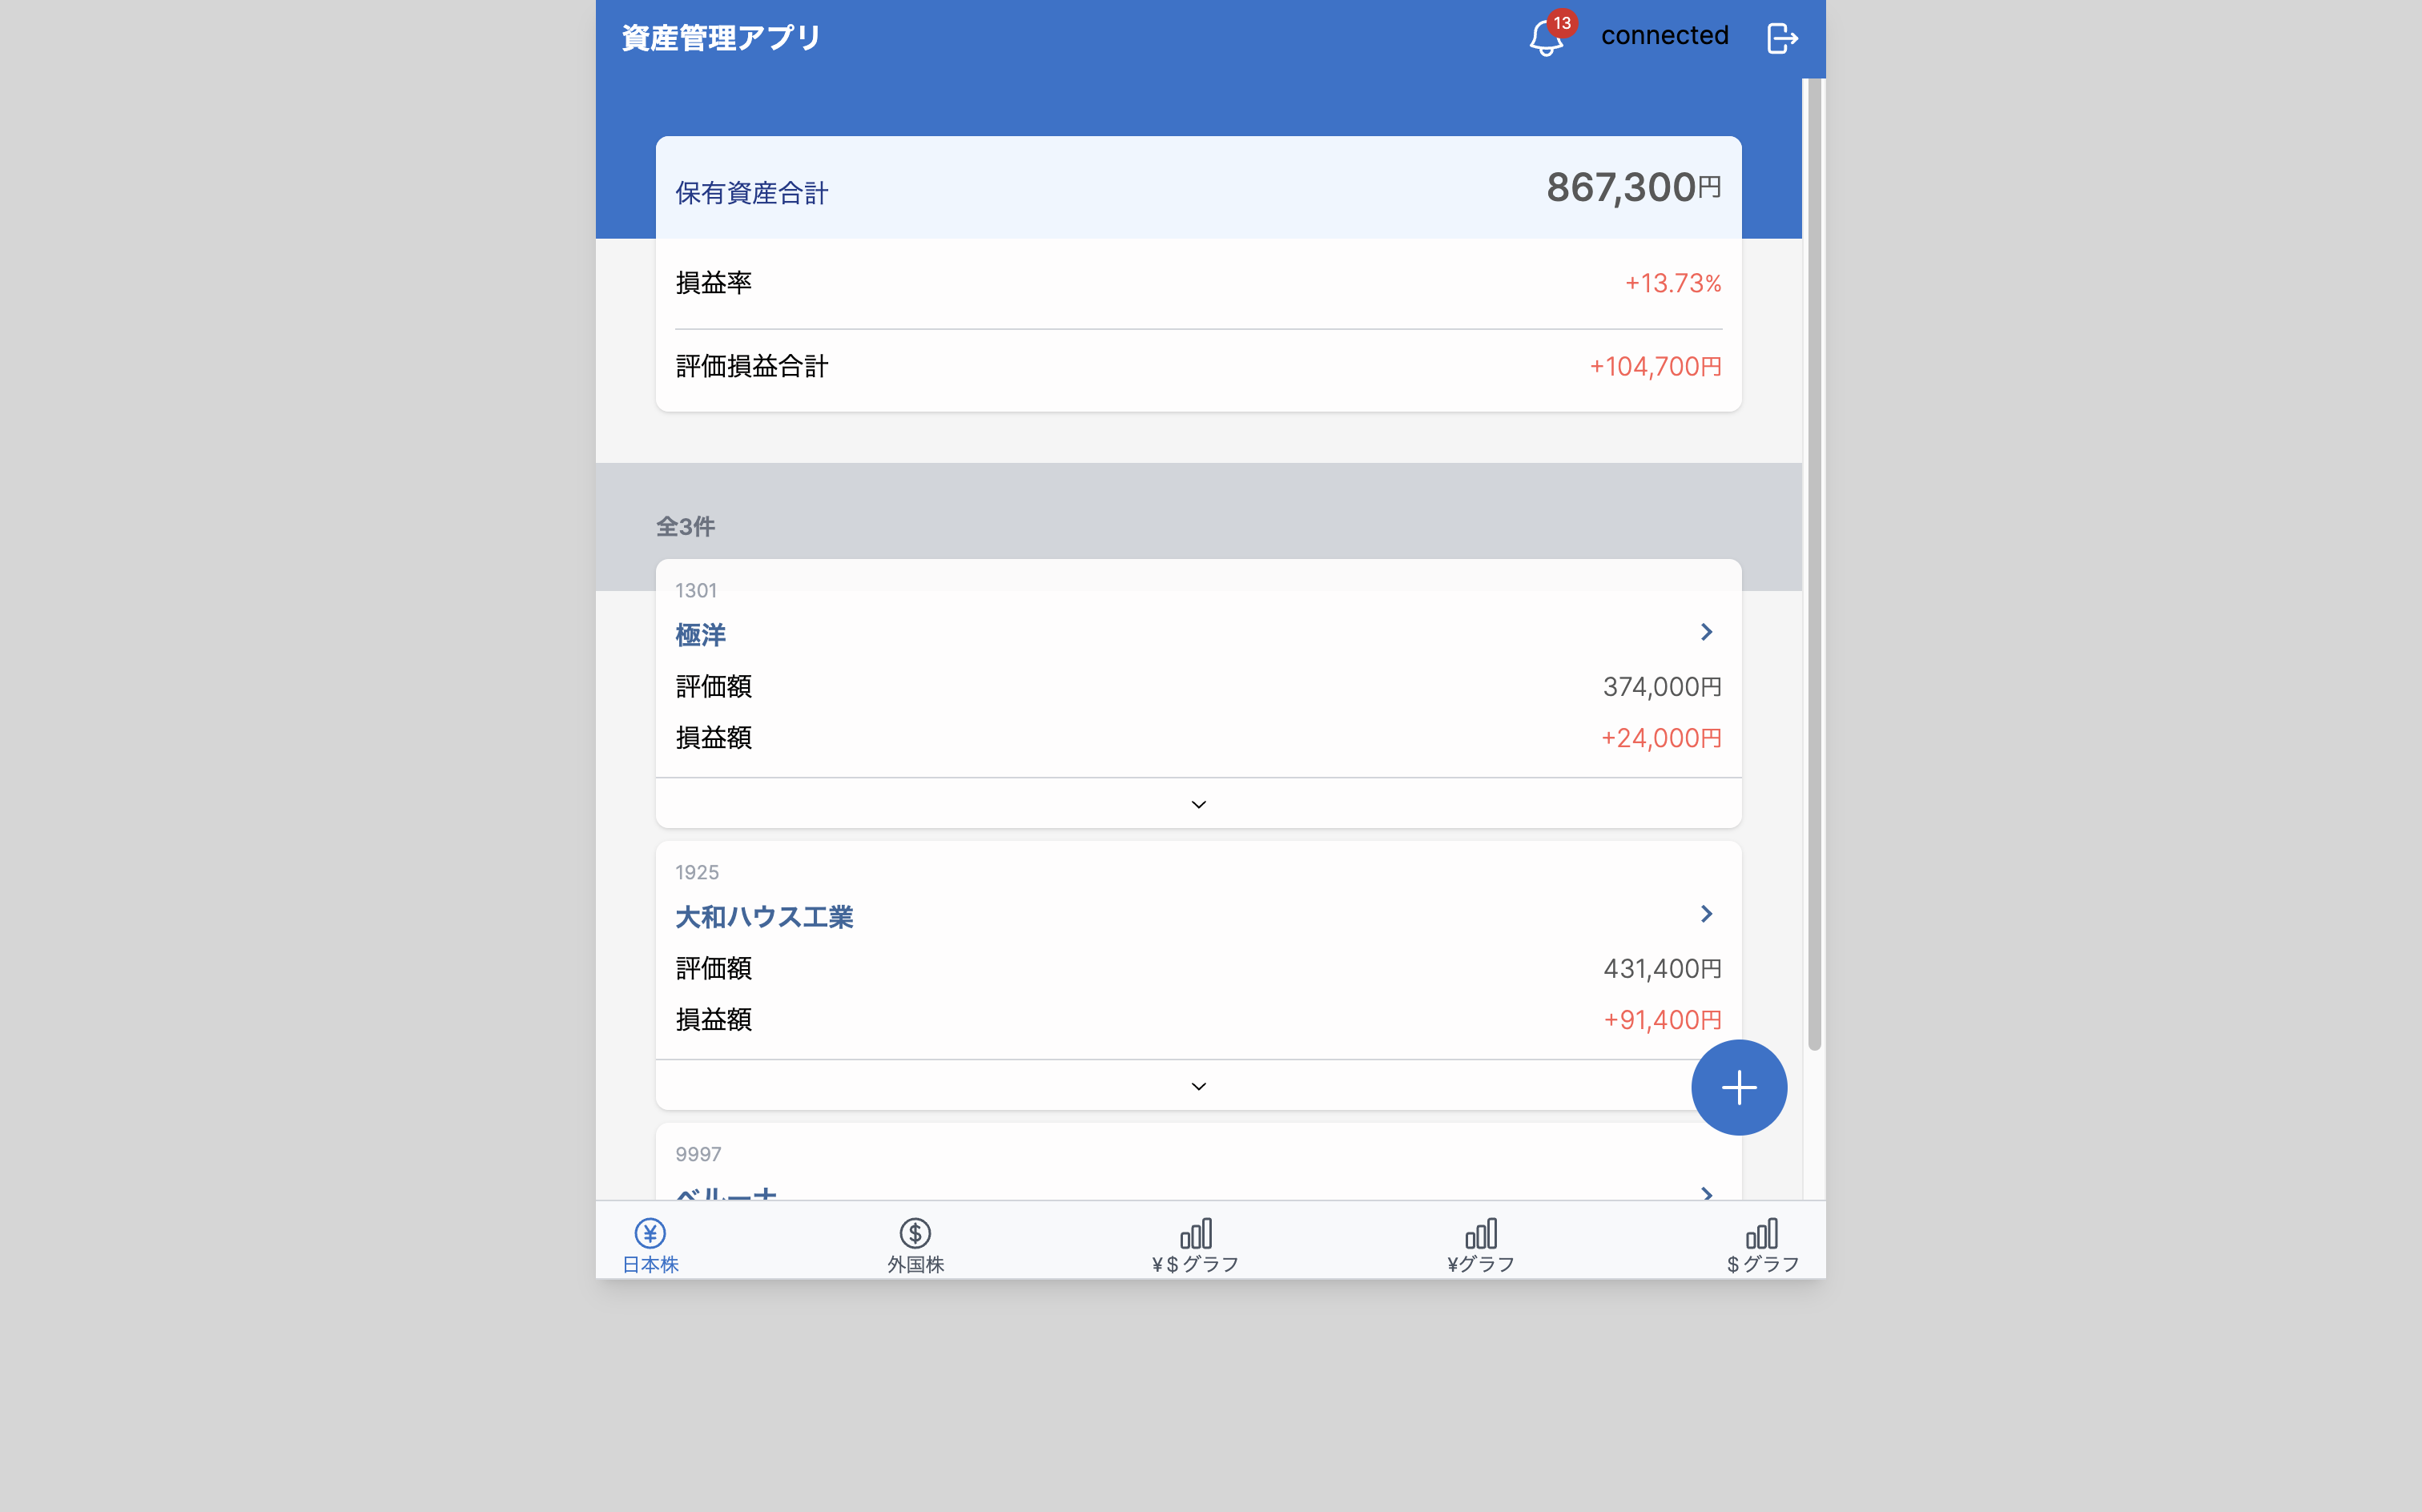 資産管理アプリ
13
connected
保有資産合計
867,300円
損益率
+13.73%
評価損益合計
+104,700円
全3件
1301
極洋
評価額
374,000円
損益額
+24,000円
1925
大和ハウス工業
評価額
431,400円
損益額
+91,400円
9997
ベルーナ
日本株
外国株
¥$グラフ
¥グラフ
$グラフ